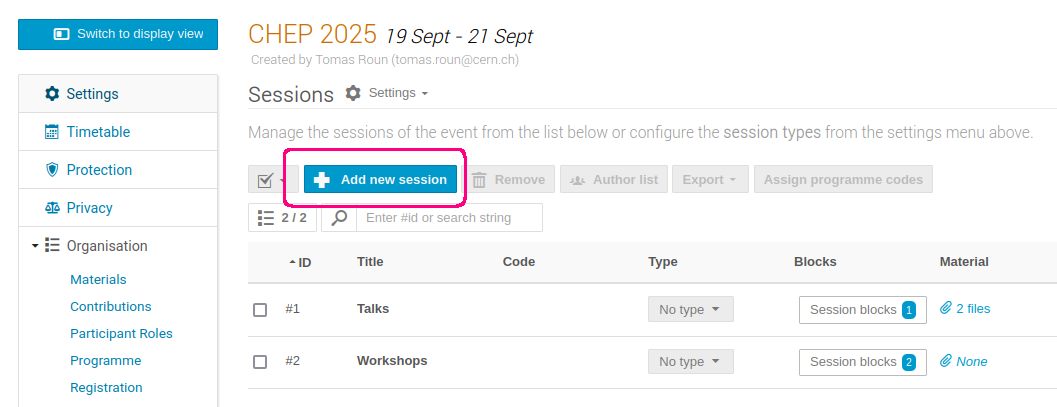 Switch to display view
CHEP 2025 19 Sept - 21 Sept
Created by Tomas Roun (tomas.roun@cern.ch)
Settings
Timetable
Protection
Privacy
Organisation
Materials
Contributions
Participant Roles
Programme
Registration
Sessions Settings
Manage the sessions of the event from the list below or configure the session types from the settings menu above.
Add new session Remove Author list Export Assign programme codes
2 / 2 Enter #id or search string
ID Title Code Type Blocks Material
#1 Talks No type Session blocks 1 2 files
#2 Workshops No type Session blocks 2 None